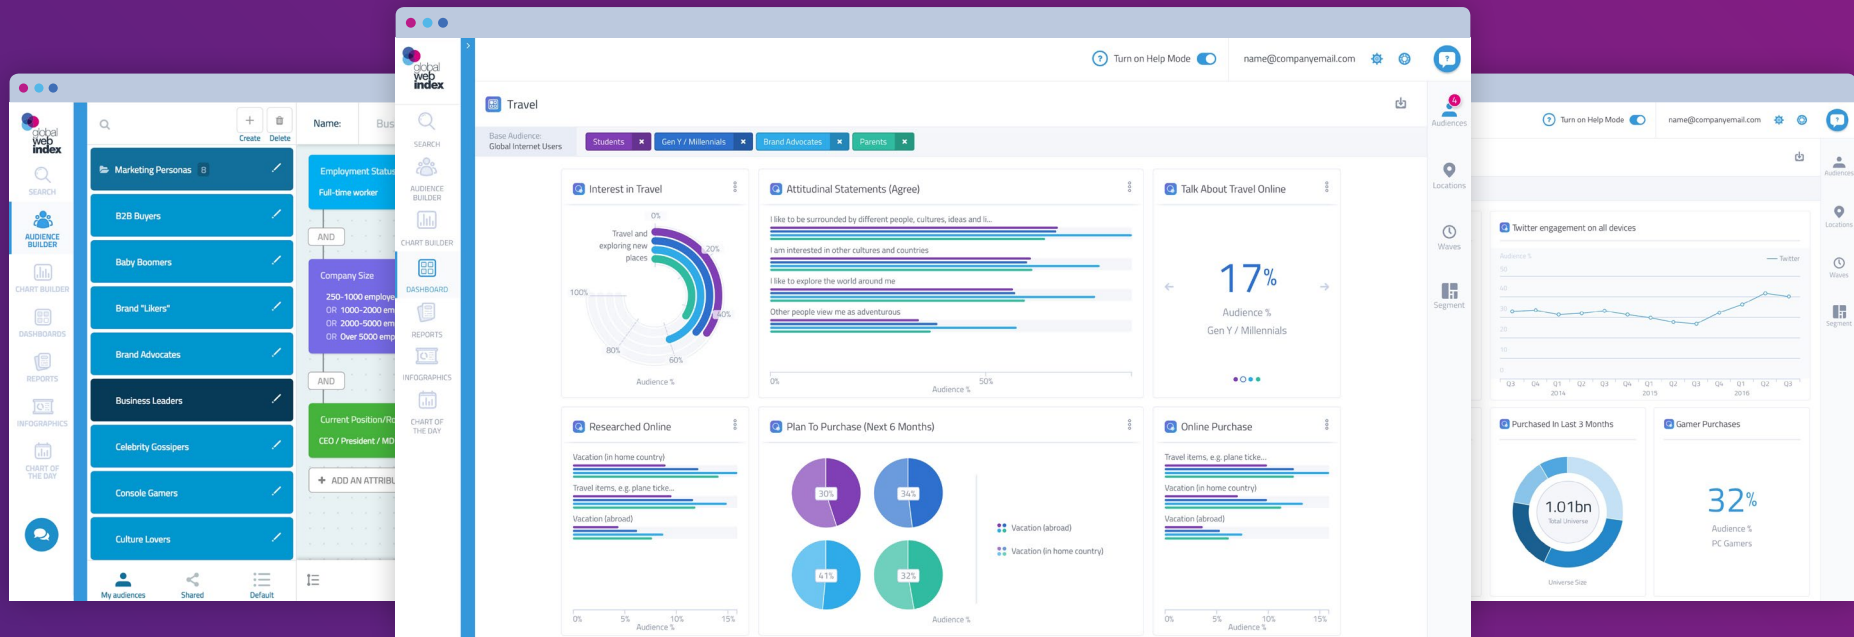 global
web
index
SEARCH
AUDIENCE
BUILDER
CHART BUILDER
DASHBOARDS
REPORTS
INFOGRAPHICS
CHART OF
THE DAY
Create
Delete
Marketing Personas 8
B2B Buyers
Baby Boomers
Brand "Likers"
Brand Advocates
Business Leaders
Celebrity Gossipers
Console Gamers
Culture Lovers
My audiences
Shared
Default
Name:
Bus
Employment Status
Full-time worker
AND
Company Size
250-1000 employe
OR 1000-2000 em
OR 2000-5000 em
OR Over 5000 emp
AND
Current Position/Ro
CEO / President / MD
+ ADD AN ATTRIBU
global
web
index
SEARCH
AUDIENCE
BUILDER
CHART BUILDER
DASHBOARD
REPORTS
INFOGRAPHICS
CHART OF
THE DAY
? Turn on Help Mode
name@companyemail.com
?
Travel
Base Audience:
Global Internet Users
Students ×
Gen Y / Millennials ×
Brand Advocates ×
Parents ×
Interest in Travel
0%
Travel and
exploring new
places
20%
40%
60%
80%
100%
Audience %
Attitudinal Statements (Agree)
I like to be surrounded by different people, cultures, ideas and li...
I am interested in other cultures and countries
I like to explore the world around me
Other people view me as adventurous
0%
50%
Audience %
Talk About Travel Online
17%
Audience %
Gen Y / Millennials
Researched Online
Vacation (in home country)
Travel items, e.g. plane ticke...
Vacation (abroad)
0%
5%
10%
15%
Audience %
Plan To Purchase (Next 6 Months)
30%
34%
41%
32%
Vacation (abroad)
Vacation (in home country)
Audience %
Online Purchase
Travel items, e.g. plane ticke...
Vacation (in home country)
Vacation (abroad)
0%
5%
10%
15%
Audience %
4
Audiences
Locations
Waves
Segment
? Turn on Help Mode
name@companyemail.com
?
Twitter engagement on all devices
Audience %
Twitter
50
40
30
20
10
0
Q3 Q4 Q1 Q2 Q3 Q4 Q1 Q2 Q3 Q4 Q1 Q2 Q3
2014
2015
2016
Purchased In Last 3 Months
1.01bn
Total Universe
Universe Size
Gamer Purchases
32%
Audience %
PC Gamers
Audiences
Locations
Waves
Segment